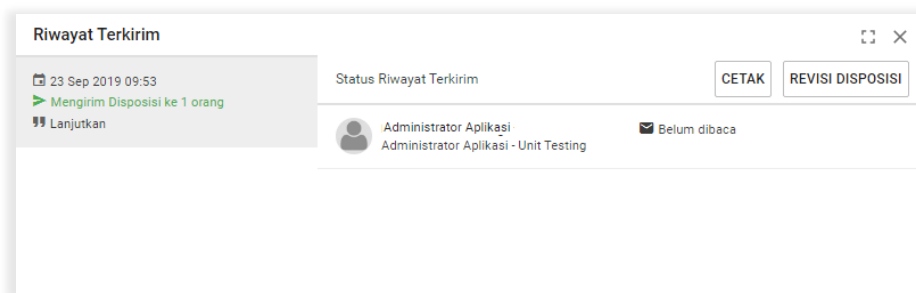 Riwayat Terkirim
23 Sep 2019 09:53
Mengirim Disposisi ke 1 orang
Lanjutkan
Status Riwayat Terkirim
CETAK
REVISI DISPOSISI
Administrator Aplikasi
Administrator Aplikasi - Unit Testing
Belum dibaca